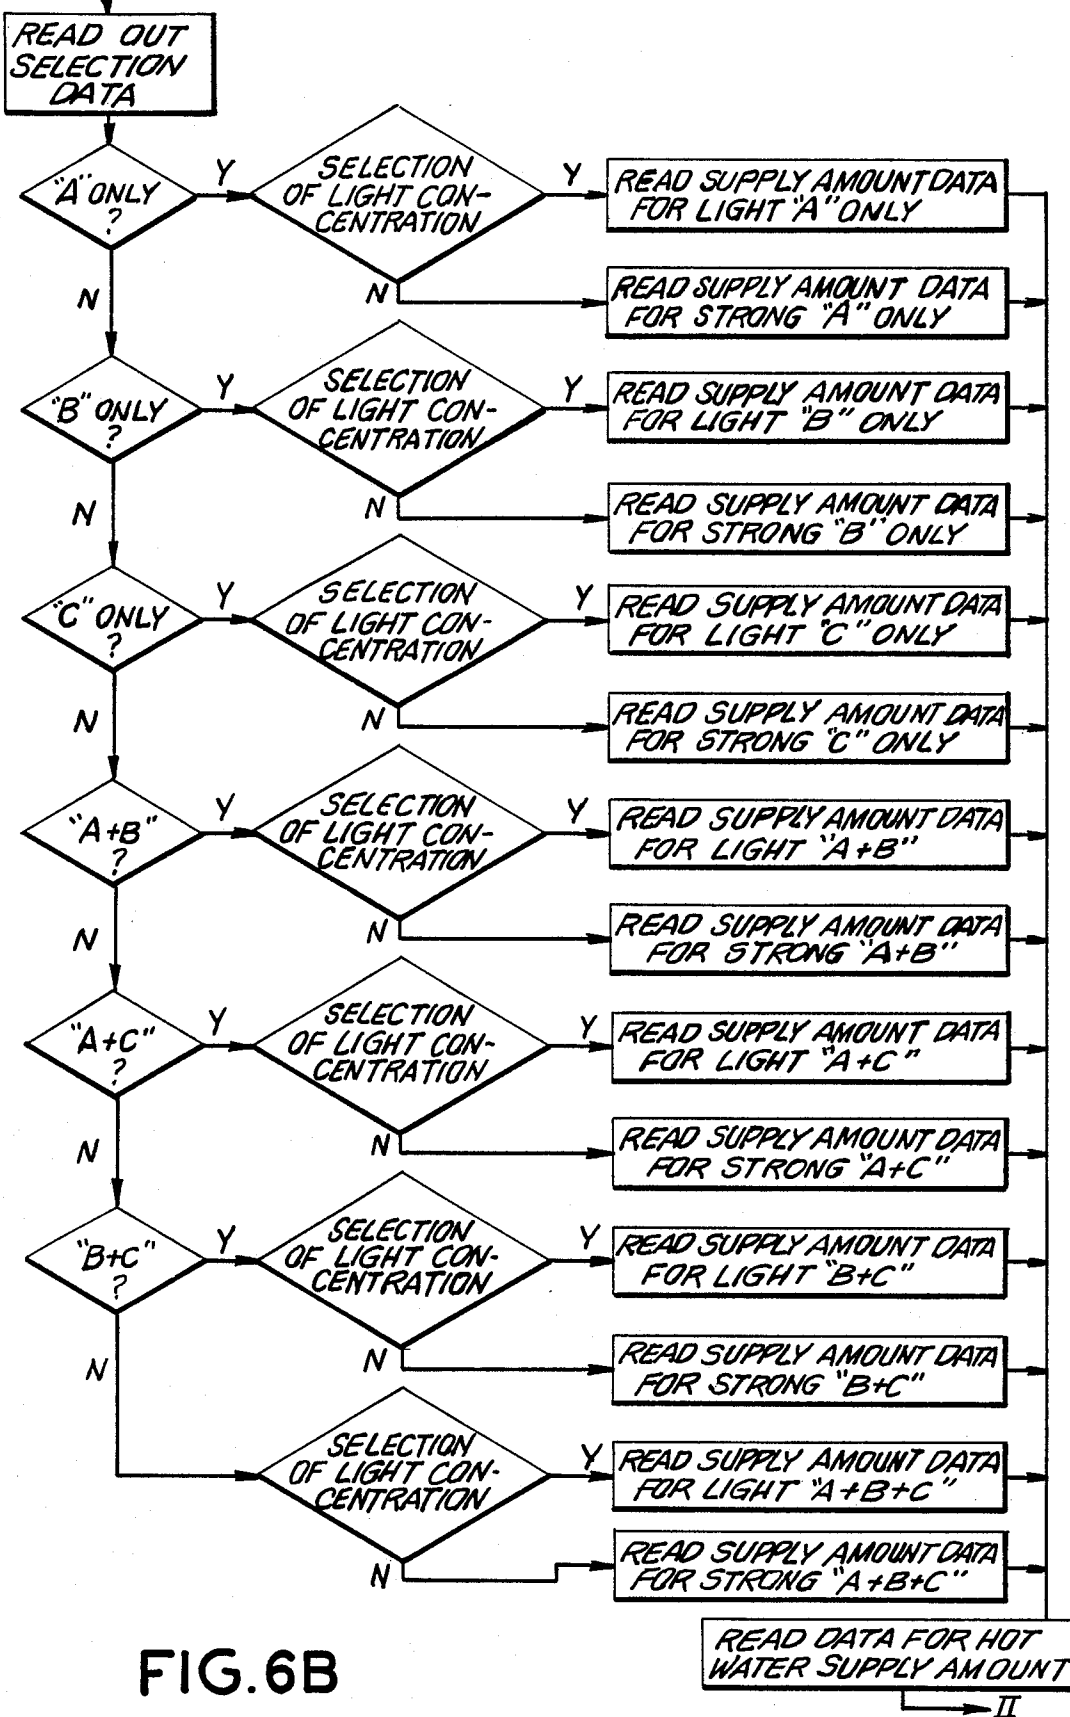 READ OUT
SELECTION
DATA
"A" ONLY
?
Y
SELECTION
OF LIGHT CON-
CENTRATION
Y
READ SUPPLY AMOUNT DATA
FOR LIGHT "A" ONLY
N
N
READ SUPPLY AMOUNT DATA
FOR STRONG "A" ONLY
"B" ONLY
?
Y
SELECTION
OF LIGHT CON-
CENTRATION
Y
READ SUPPLY AMOUNT DATA
FOR LIGHT "B" ONLY
N
N
READ SUPPLY AMOUNT DATA
FOR STRONG "B" ONLY
"C" ONLY
?
Y
SELECTION
OF LIGHT CON-
CENTRATION
Y
READ SUPPLY AMOUNT DATA
FOR LIGHT "C" ONLY
N
N
READ SUPPLY AMOUNT DATA
FOR STRONG "C" ONLY
"A+B"
?
Y
SELECTION
OF LIGHT CON-
CENTRATION
Y
READ SUPPLY AMOUNT DATA
FOR LIGHT "A+B"
N
N
READ SUPPLY AMOUNT DATA
FOR STRONG "A+B"
"A+C"
?
Y
SELECTION
OF LIGHT CON-
CENTRATION
Y
READ SUPPLY AMOUNT DATA
FOR LIGHT "A+C"
N
N
READ SUPPLY AMOUNT DATA
FOR STRONG "A+C"
"B+C"
?
Y
SELECTION
OF LIGHT CON-
CENTRATION
Y
READ SUPPLY AMOUNT DATA
FOR LIGHT "B+C"
N
N
READ SUPPLY AMOUNT DATA
FOR STRONG "B+C"
SELECTION
OF LIGHT CON-
CENTRATION
Y
READ SUPPLY AMOUNT DATA
FOR LIGHT "A+B+C"
N
READ SUPPLY AMOUNT DATA
FOR STRONG "A+B+C"
READ DATA FOR HOT
WATER SUPPLY AMOUNT
II
FIG.6B